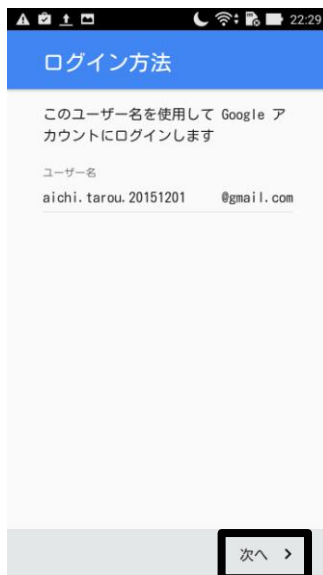 22:29
ログイン方法
このユーザー名を使用して Google ア
カウントにログインします
ユーザー名
aichi.tarou.20151201 @gmail.com
次へ